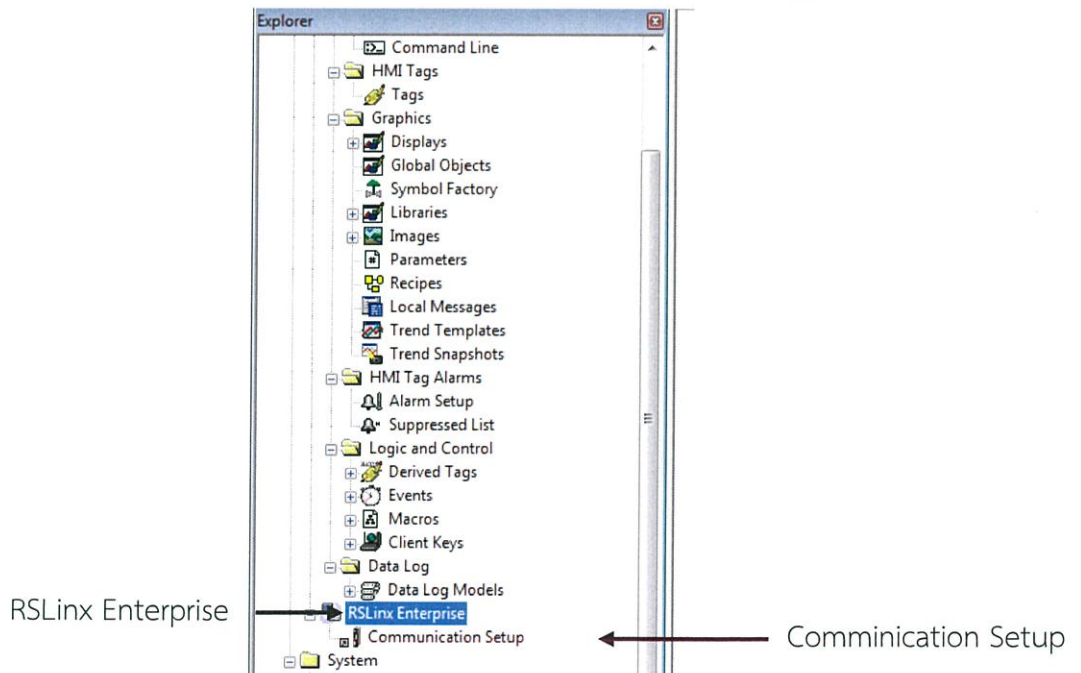 Explorer
Command Line
HMI Tags
Tags
Graphics
Displays
Global Objects
Symbol Factory
Libraries
Images
Parameters
Recipes
Local Messages
Trend Templates
Trend Snapshots
HMI Tag Alarms
Alarm Setup
Suppressed List
Logic and Control
Derived Tags
Events
Macros
Client Keys
Data Log
Data Log Models
RSLinx Enterprise
RSLinx Enterprise
Communication Setup
Comminication Setup
System